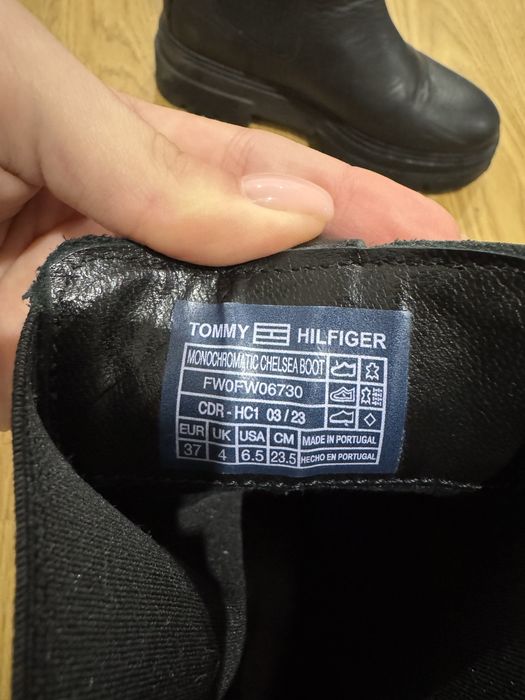 TOMMY HILFIGER
MONOCHROMATIC CHELSEA BOOT
FW0FW06730
CDR - HC1 03 / 23
EUR UK USA CM MADE IN PORTUGAL
37 4 6.5 23.5 HECHO EN PORTUGAL